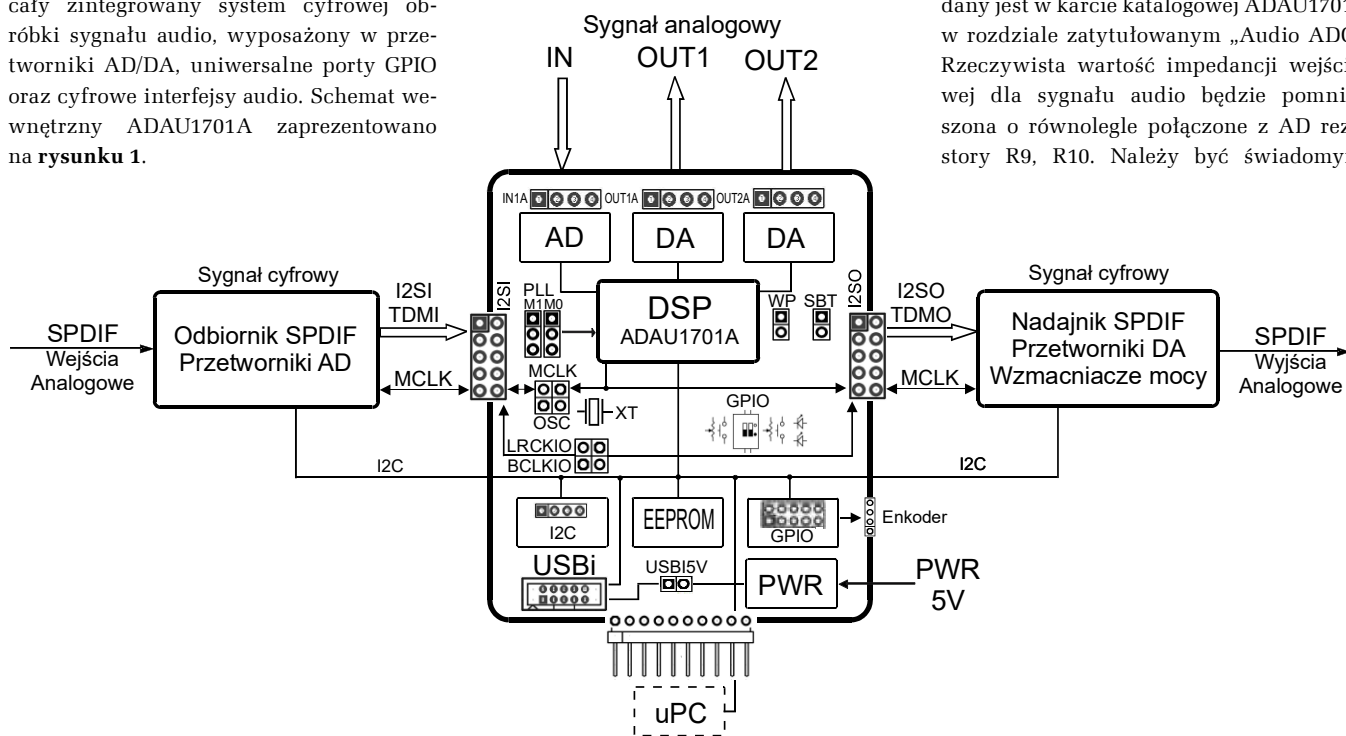 cały zintegrowany system cyfrowej ob-
róbki sygnału audio, wyposażony w prze-
tworniki AD/DA, uniwersalne porty GPIO
oraz cyfrowe interfejsy audio. Schemat we-
wnętrzny ADAU1701A zaprezentowano
na rysunku 1.
dany jest w karcie katalogowej ADAU1701
w rozdziale zatytułowanym „Audio ADC
Rzeczywista wartość impedancji wejści
wej dla sygnału audio będzie pomni
szona o równolegle połączone z AD rez
story R9, R10. Należy być świadomy
Sygnał analogowy
IN
OUT1
OUT2
IN1A
OUT1A
OUT2A
AD
DA
DA
Sygnał cyfrowy
SPDIF
Wejścia
Analogowe
Odbiornik SPDIF
Przetworniki AD
I2SI
TDMI
MCLK
I2SI
PLL
M1M0
DSP
ADAU1701A
WP
SBT
I2SO
I2SO
TDMO
MCLK
Sygnał cyfrowy
Nadajnik SPDIF
Przetworniki DA
Wzmacniacze mocy
SPDIF
Wyjścia
Analogowe
MCLK
OSC
XT
GPIO
LRCKIO
BCLKIO
I2C
I2C
I2C
EEPROM
GPIO
Enkoder
USBi
USBI5V
PWR
PWR
5V
uPC